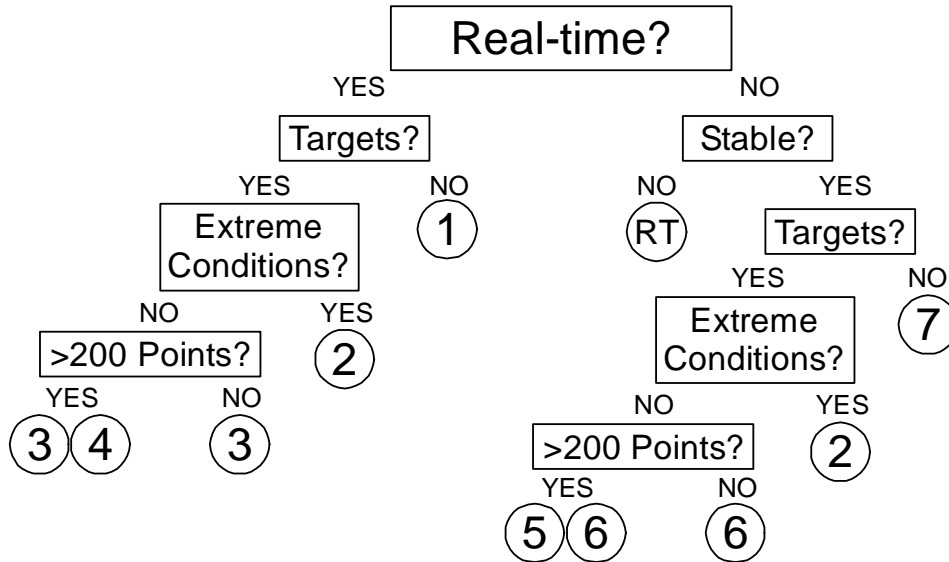 Real-time?
YES NO
Targets? Stable?
YES NO NO YES
Extreme
Conditions?
1 RT Targets?
YES NO
NO YES
Extreme
Conditions?
7
>200 Points? 2
YES NO NO YES
3 4 3 >200 Points? 2
YES NO
5 6 6